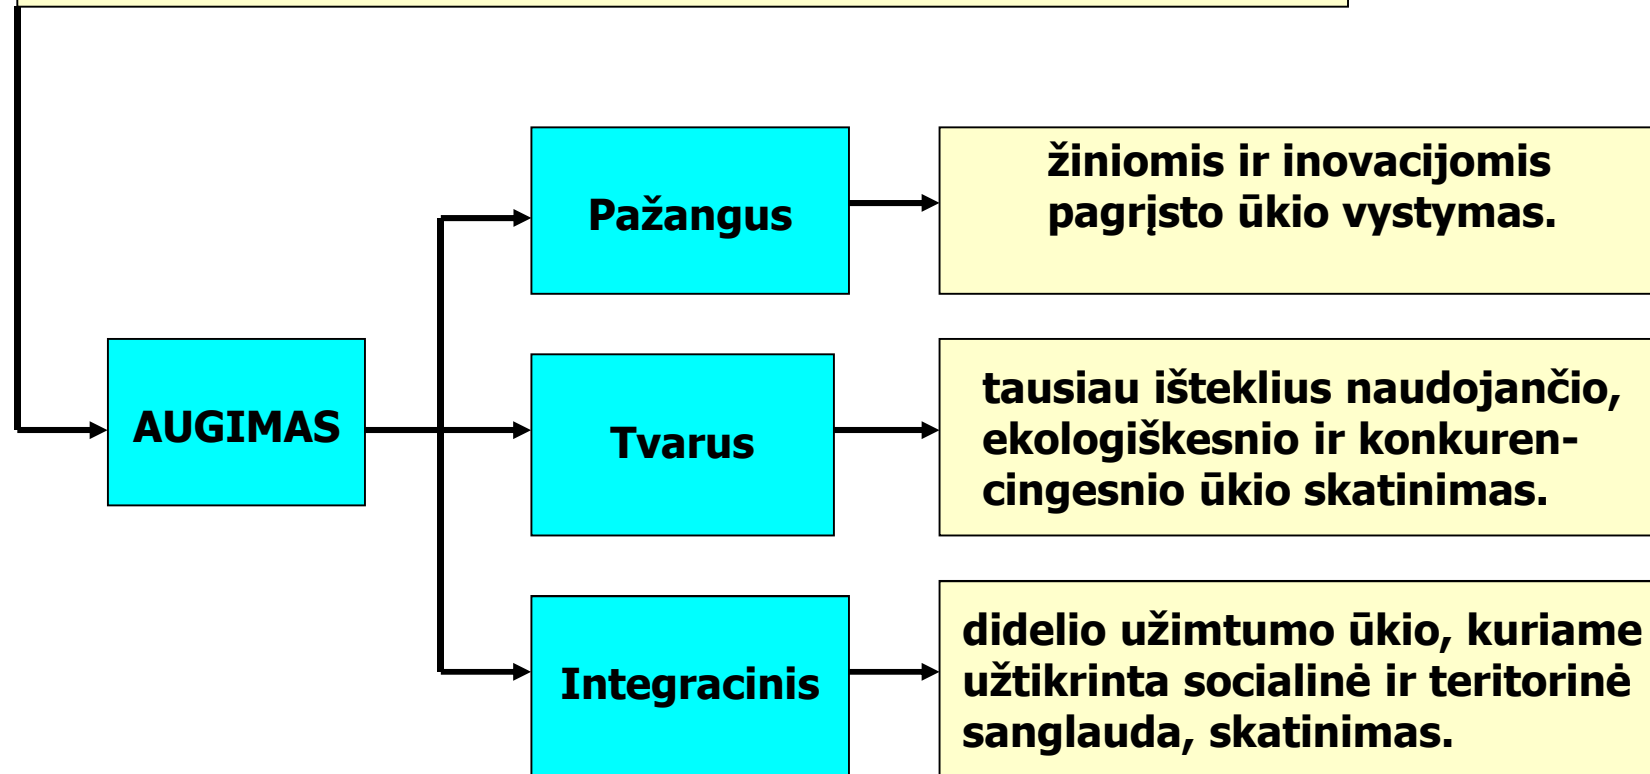 Pažangus
žiniomis ir inovacijomis
pagrįsto ūkio vystymas.
AUGIMAS
Tvarus
tausiau išteklius naudojančio,
ekologiškesnio ir konkuren-
cingesnio ūkio skatinimas.
Integracinis
didelio užimtumo ūkio, kuriame
užtikrinta socialinė ir teritorinė
sanglauda, skatinimas.